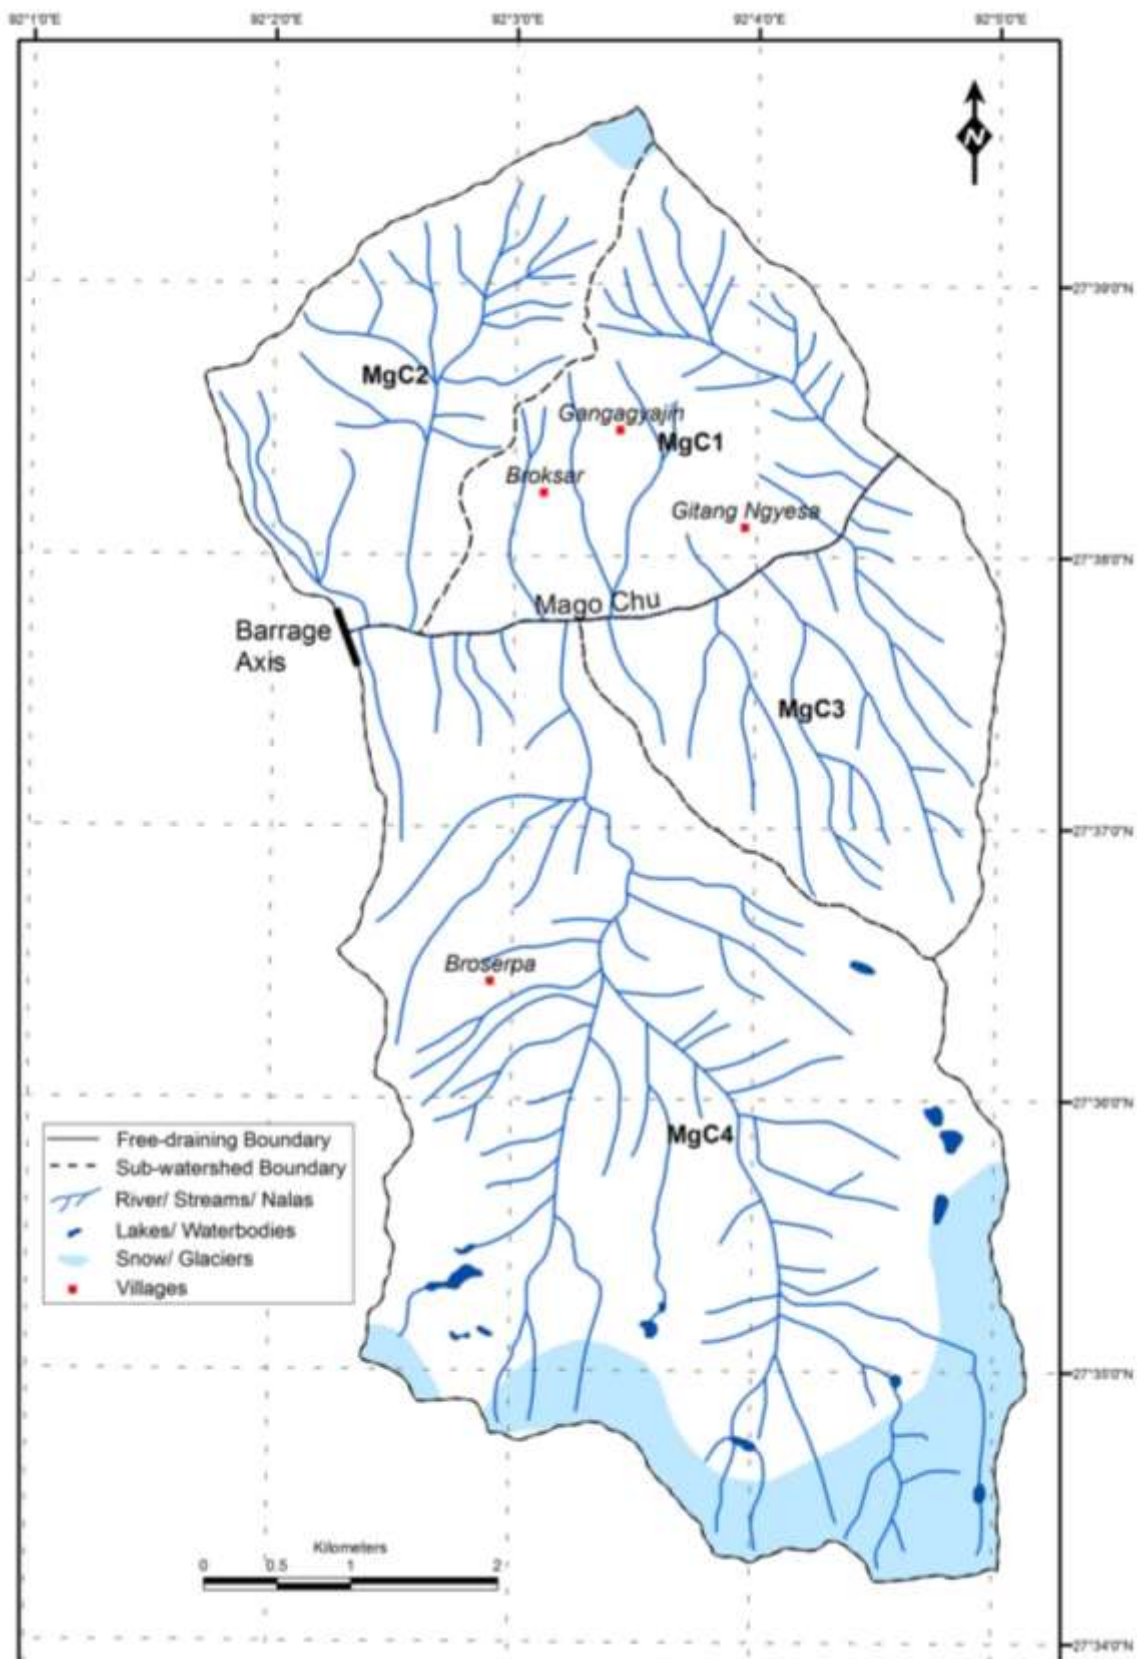 92°1'0"E 92°2'0"E 92°3'0"E 92°4'0"E 92°5'0"E
N
27°39'0"N
MgC2
Gangagyajin
MgC1
Broksar
Gitang Ngyesa
27°38'0"N
Mago Chu
Barrage
Axis
MgC3
27°37'0"N
Broserpa
27°36'0"N
MgC4
Free-draining Boundary
Sub-watershed Boundary
River/ Streams/ Nalas
Lakes/ Waterbodies
Snow/ Glaciers
Villages
27°35'0"N
Kilometers
0 0.5 1 2
27°34'0"N